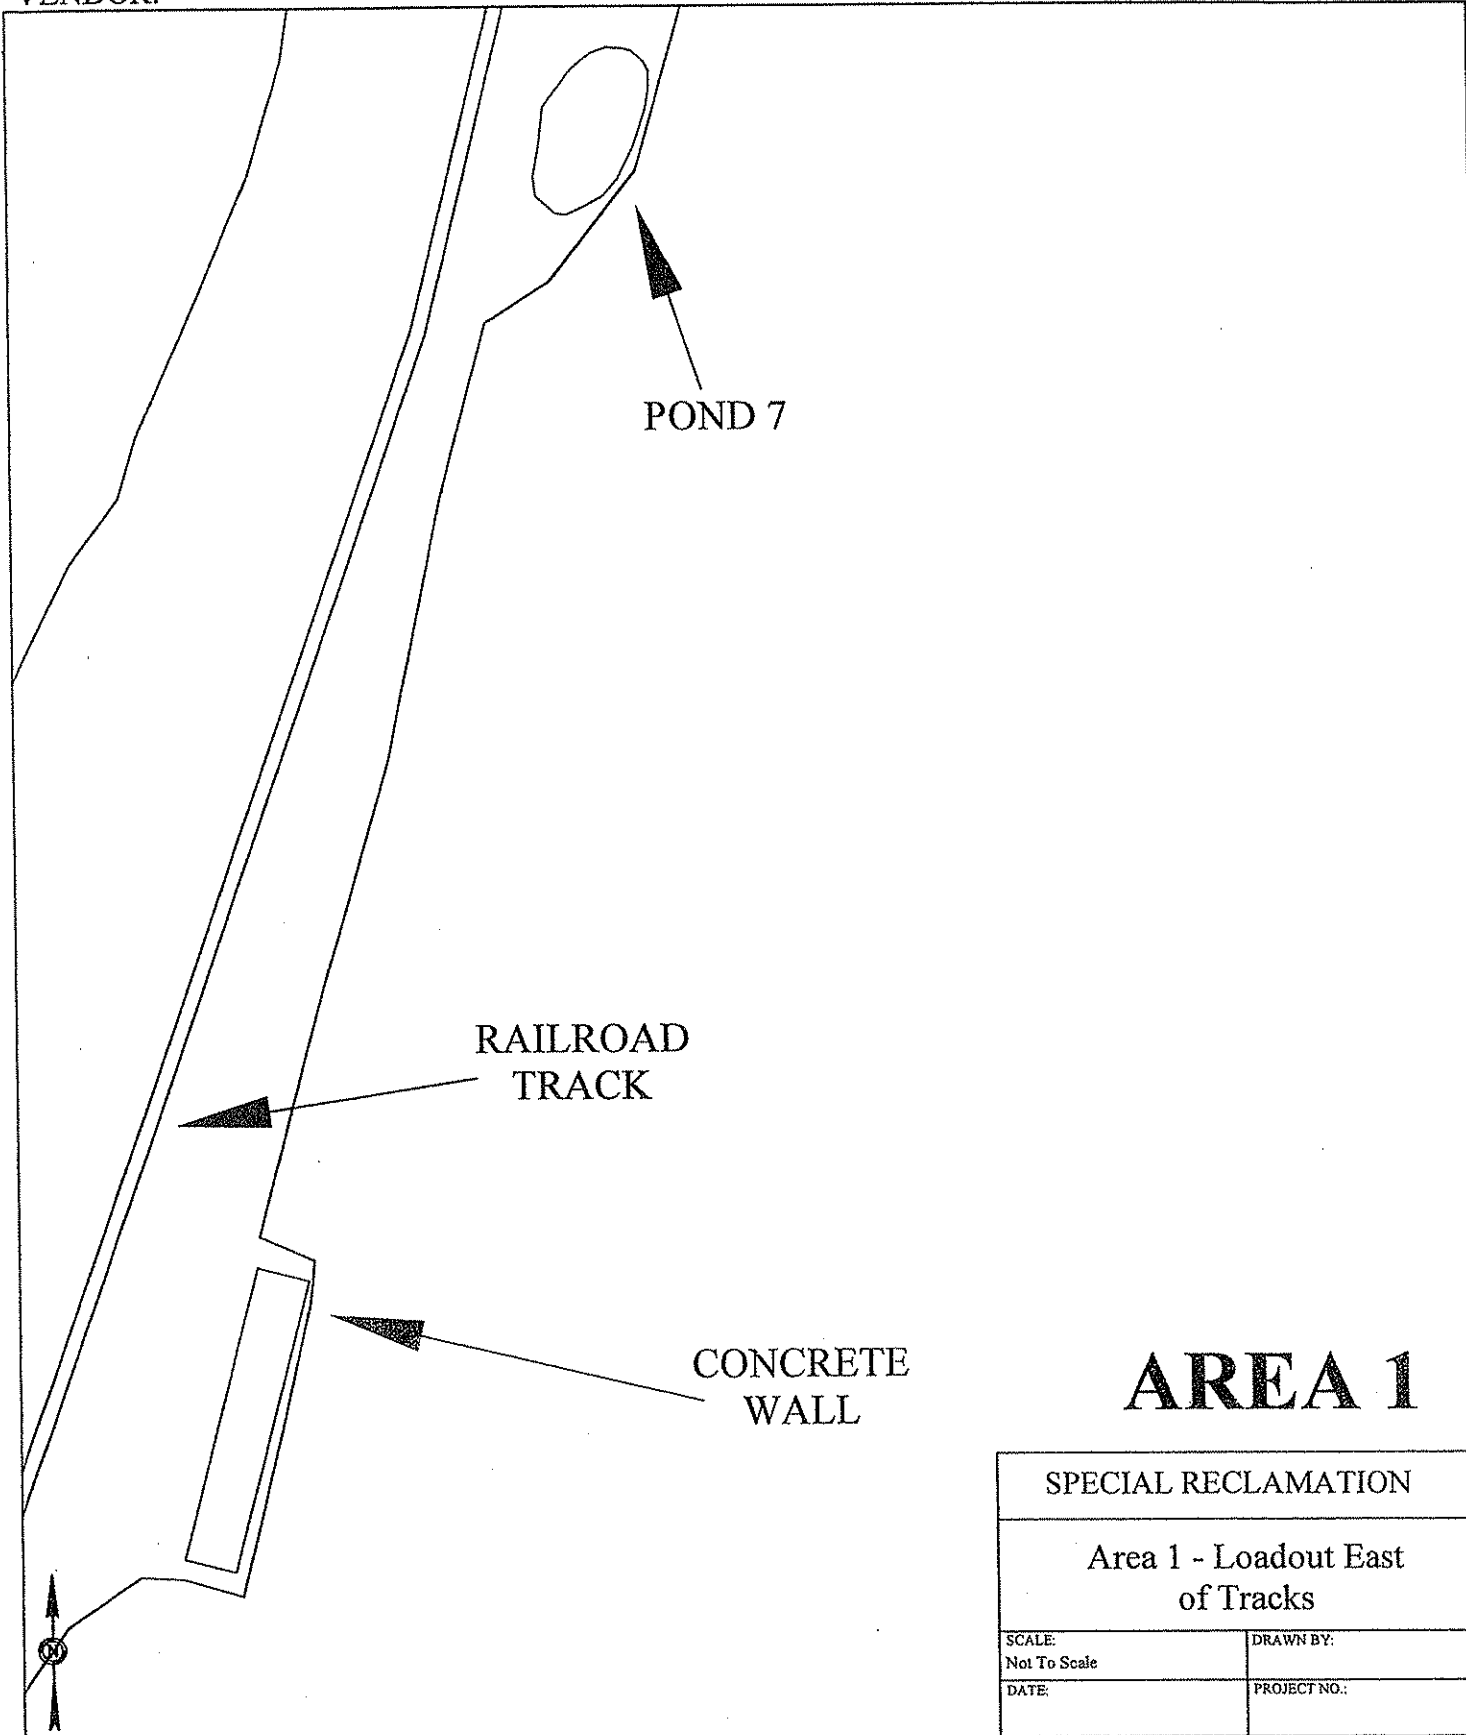 POND 7
RAILROAD
TRACK
CONCRETE
WALL
AREA 1
SPECIAL RECLAMATION
Area 1 - Loadout East
of Tracks
SCALE:
Not To Scale
DRAWN BY:
DATE:
PROJECT NO.:
N